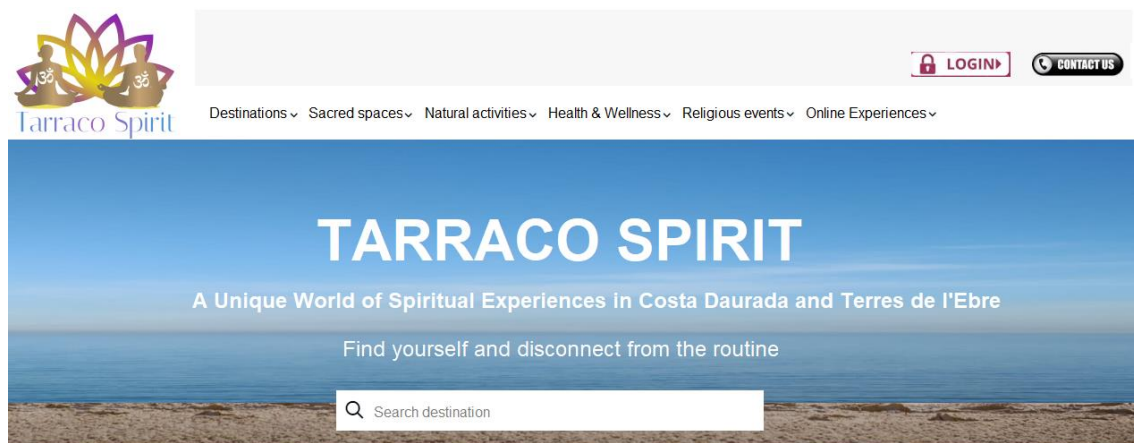 LOGIN
CONTACT US
Tarraco Spirit
Destinations Sacred spaces Natural activities Health & Wellness Religious events Online Experiences
TARRACO SPIRIT
A Unique World of Spiritual Experiences in Costa Daurada and Terres de l'Ebre
Find yourself and disconnect from the routine
Search destination